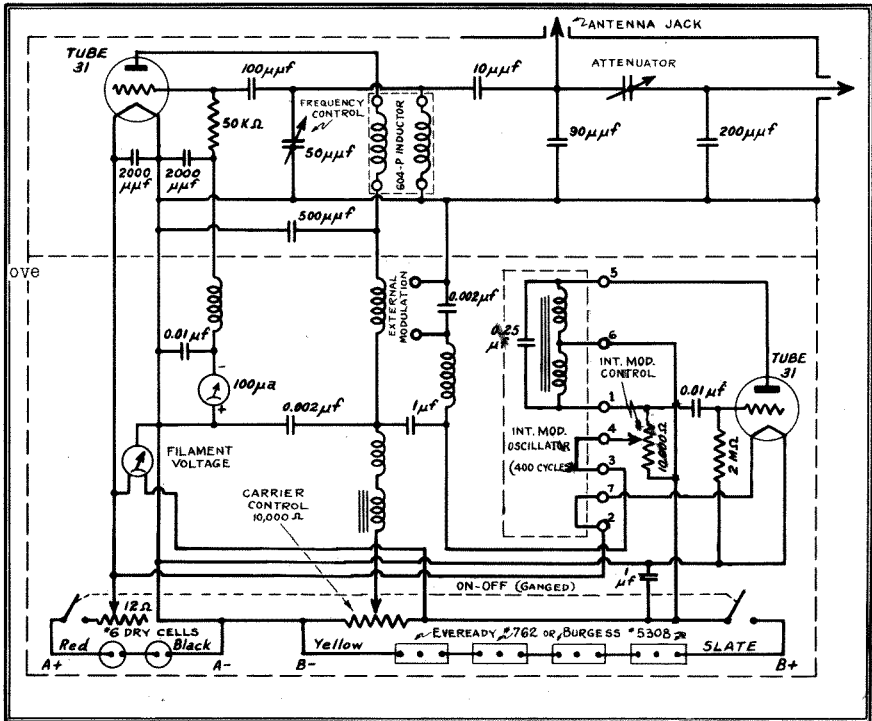 ANTENNA JACK
TUBE
31
100μμf
10μμf
ATTENUATOR
50KΩ
FREQUENCY
CONTROL
50μμf
604-P INDUCTOR
90μμf
200μμf
2000
μμf
2000
μμf
500μμf
ove
EXTERNAL
MODULATION
0.002μf
5
0.25
μf
6
INT. MOD.
CONTROL
TUBE
31
0.01μf
0.01μf
-
100μa
+
1
4
3
7
2
INT. MOD.
OSCILLATOR
(400 CYCLES)
10,000Ω
2 MΩ
0.002μf
1μf
FILAMENT
VOLTAGE
CARRIER
CONTROL
10,000Ω
ON-OFF (GANGED)
1
μf
12Ω
#6 DRY CELLS
Red
Black
A+
A-
B-
Yellow
EVEREADY #762 OR BURGESS #5308
SLATE
B+